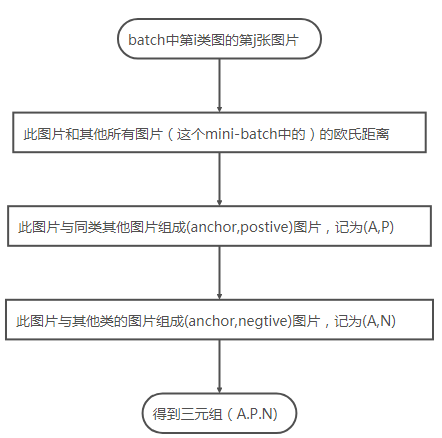 batch中第i类图的第j张图片
此图片和其他所有图片（这个mini-batch中的）的欧氏距离
此图片与同类其他图片组成(anchor,postive)图片，记为(A,P)
此图片与其他类的图片组成(anchor,negtive)图片，记为(A,N)
得到三元组（A.P.N)